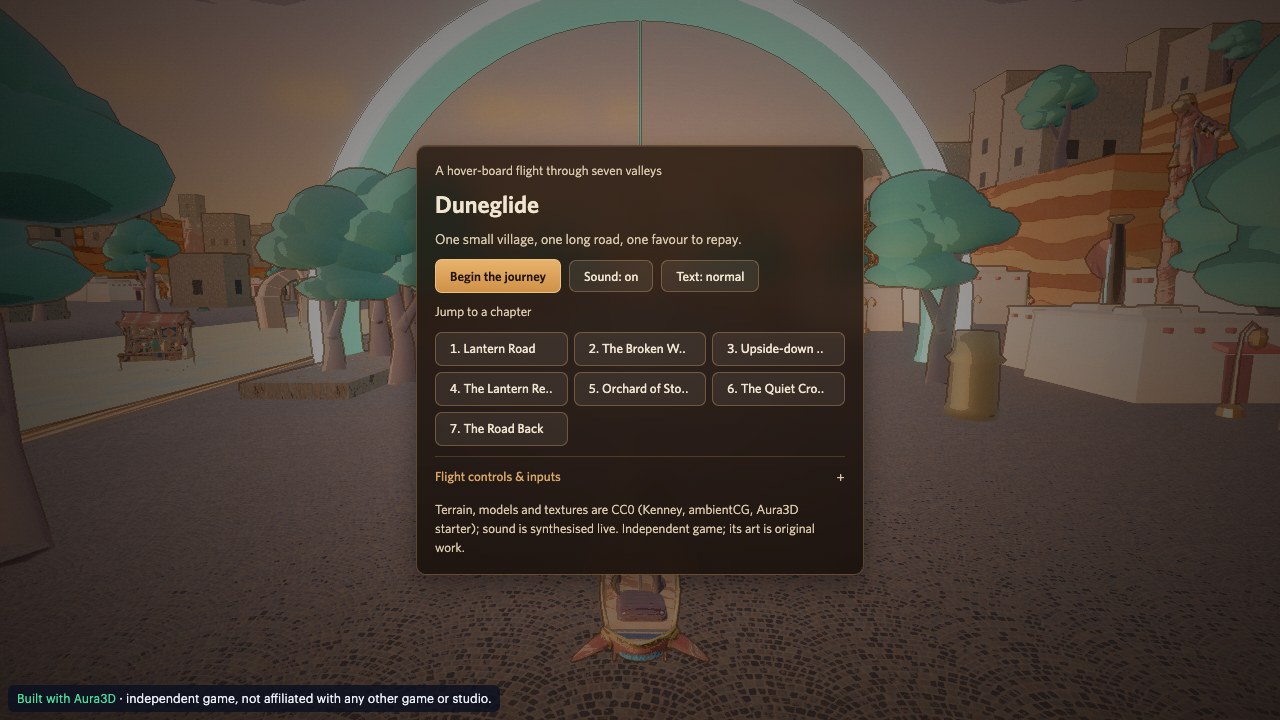 A hover-board flight through seven valleys
Duneglide
One small village, one long road, one favour to repay.
Begin the journey
Sound: on
Text: normal
Jump to a chapter
1. Lantern Road
2. The Broken W..
3. Upside-down ..
4. The Lantern Re..
5. Orchard of Sto..
6. The Quiet Cro..
7. The Road Back
Flight controls & inputs
+
Terrain, models and textures are CC0 (Kenney, ambientCG, Aura3D
starter); sound is synthesised live. Independent game; its art is original
work.
Built with Aura3D · independent game, not affiliated with any other game or studio.